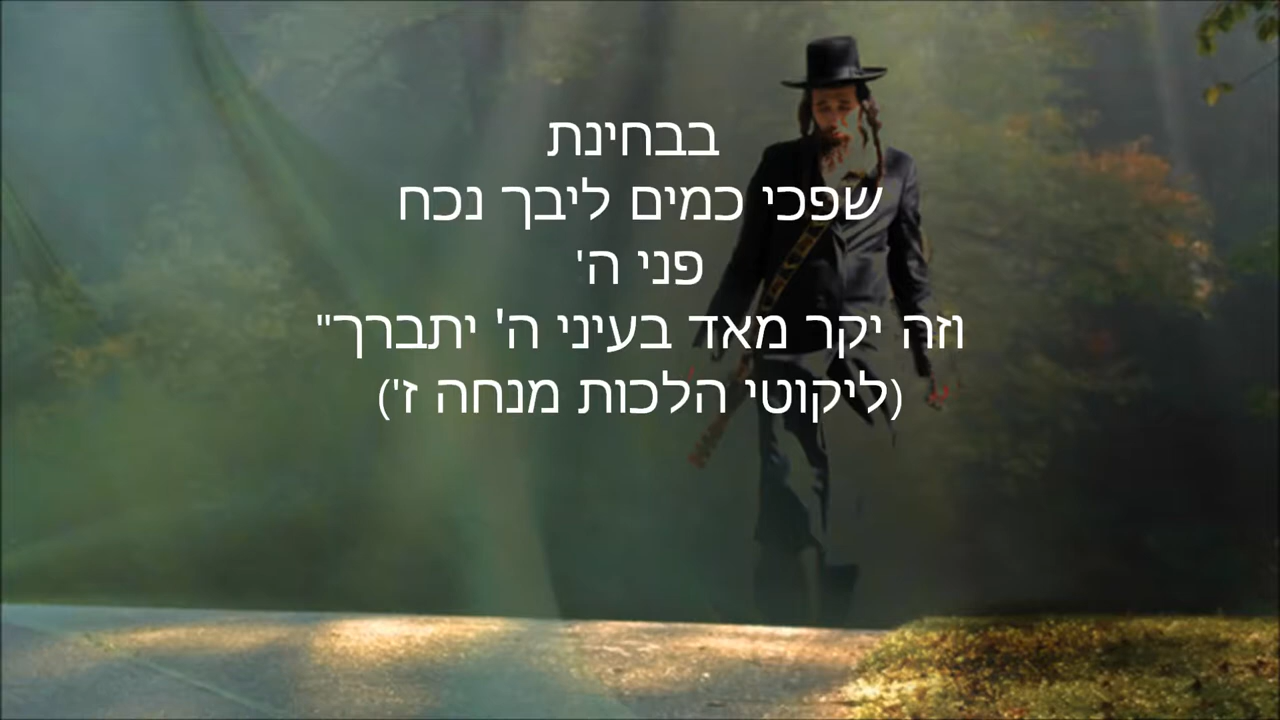 בבחינת
שפכי כמים ליבך נכח
פני ה'
וזה יקר מאד בעיני ה' יתברך"
(ליקוטי הלכות מנחה ז')